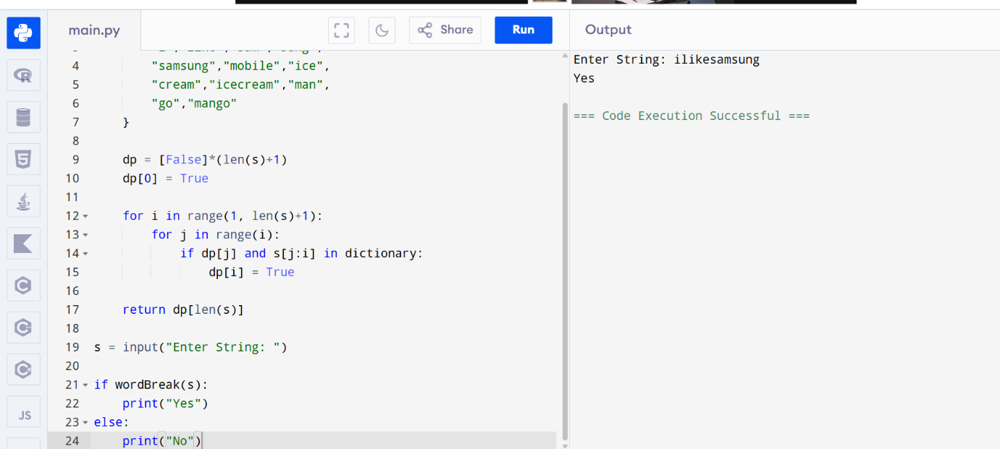 main.py
Share
Run
Output
4 "samsung","mobile","ice",
5 "cream","icecream","man",
6 "go","mango"
7 }
8
9 dp = [False]*(len(s)+1)
10 dp[0] = True
11
12 for i in range(1, len(s)+1):
13 for j in range(i):
14 if dp[j] and s[j:i] in dictionary:
15 dp[i] = True
16
17 return dp[len(s)]
18
19 s = input("Enter String: ")
20
21 if wordBreak(s):
22 print("Yes")
23 else:
24 print("No")
Enter String: ilikesamsung
Yes
=== Code Execution Successful ===
R
5
C
C
C
JS